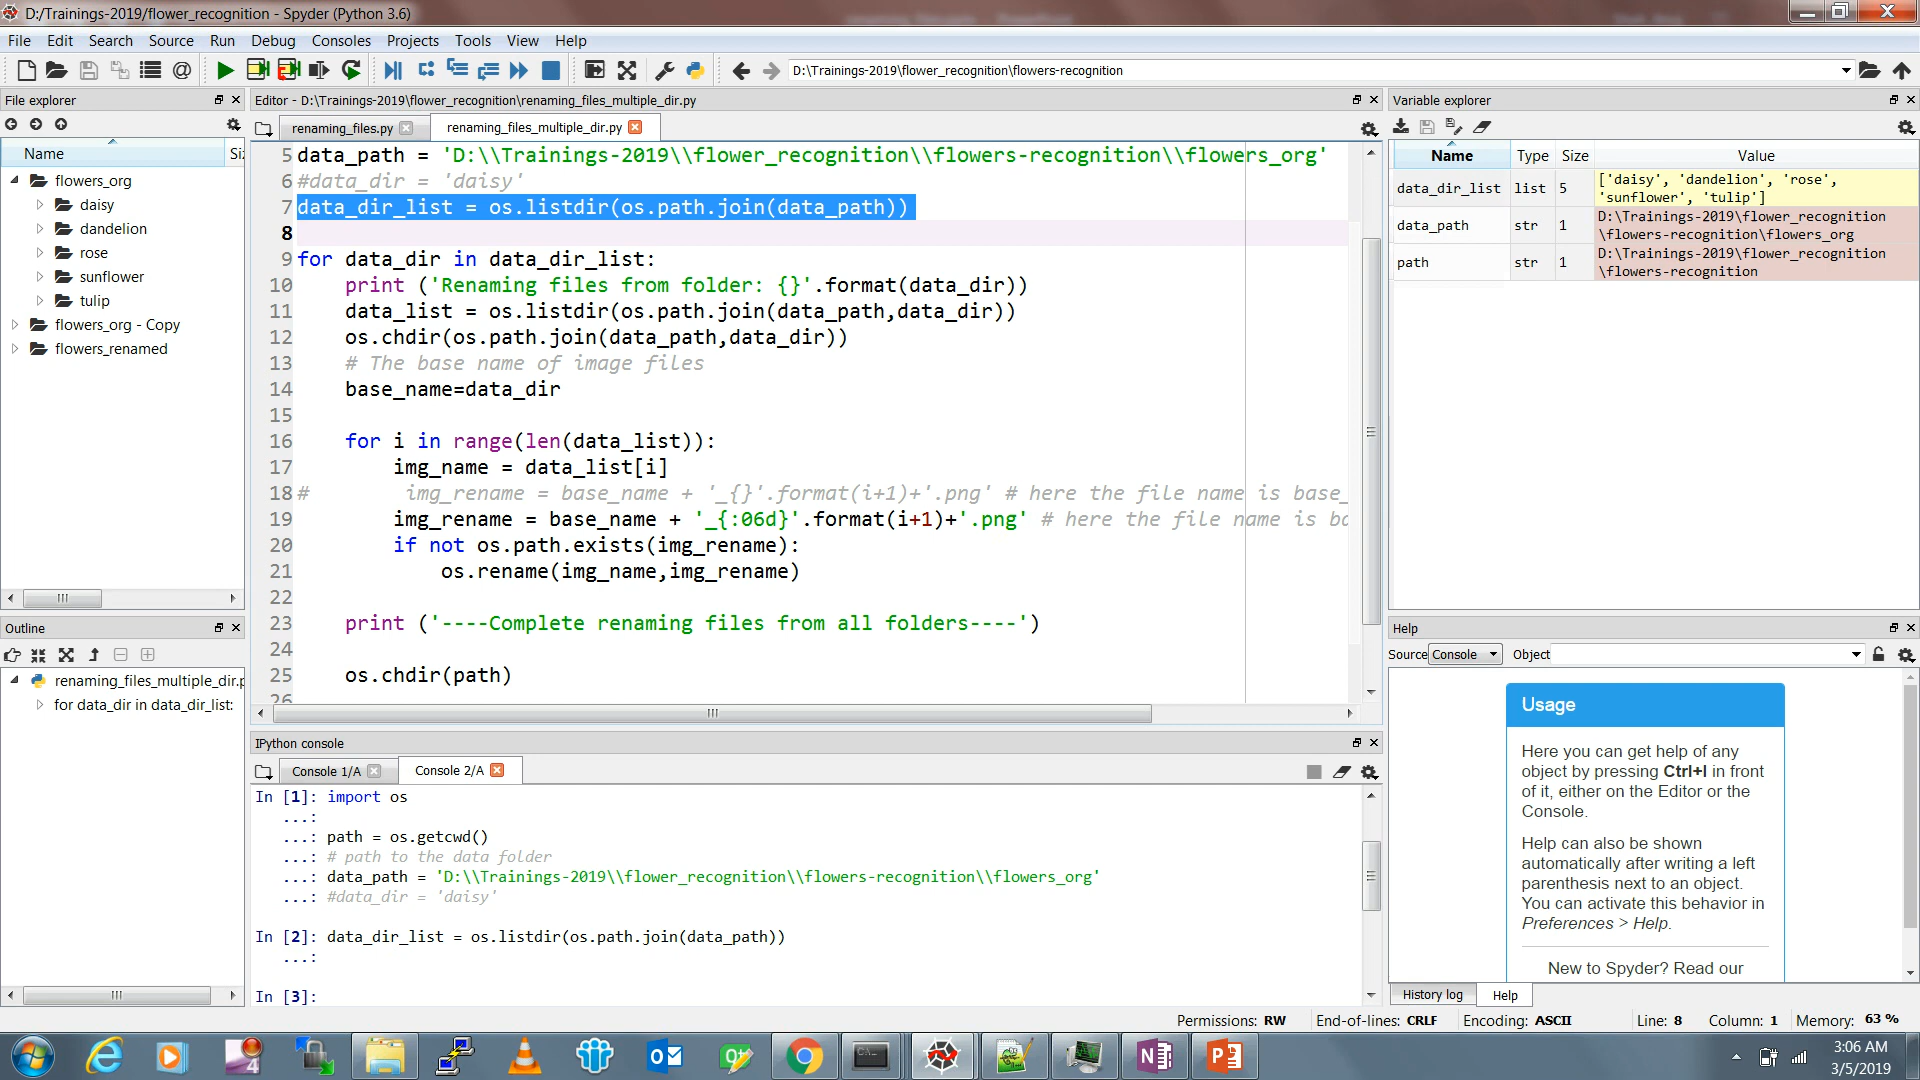 D:/Trainings-2019/flower_recognition - Spyder (Python 3.6)
File Edit Search Source Run Debug Consoles Projects Tools View Help
D:\Trainings-2019\flower_recognition\flowers-recognition
File explorer
Name
Si
flowers_org
daisy
dandelion
rose
sunflower
tulip
flowers_org - Copy
flowers_renamed
Outline
renaming_files_multiple_dir.p
for data_dir in data_dir_list:
Editor - D:\Trainings-2019\flower_recognition\renaming_files_multiple_dir.py
renaming_files.py
renaming_files_multiple_dir.py
5 data_path = 'D:\\Trainings-2019\\flower_recognition\\flowers-recognition\\flowers_org'
6 #data_dir = 'daisy'
7 data_dir_list = os.listdir(os.path.join(data_path))
8
9 for data_dir in data_dir_list:
10     print ('Renaming files from folder: {}'.format(data_dir))
11     data_list = os.listdir(os.path.join(data_path,data_dir))
12     os.chdir(os.path.join(data_path,data_dir))
13     # The base name of image files
14     base_name=data_dir
15
16     for i in range(len(data_list)):
17         img_name = data_list[i]
18 #        img_rename = base_name + '_{}'.format(i+1)+'.png' # here the file name is base_
19         img_rename = base_name + '_{:06d}'.format(i+1)+'.png' # here the file name is ba
20         if not os.path.exists(img_rename):
21             os.rename(img_name,img_rename)
22
23     print ('----Complete renaming files from all folders----')
24
25     os.chdir(path)
26
IPython console
Console 1/A
Console 2/A
In [1]: import os
...:
...: path = os.getcwd()
...: # path to the data folder
...: data_path = 'D:\\Trainings-2019\\flower_recognition\\flowers-recognition\\flowers_org'
...: #data_dir = 'daisy'
In [2]: data_dir_list = os.listdir(os.path.join(data_path))
...:
In [3]:
Variable explorer
Name Type Size Value
data_dir_list list 5 ['daisy', 'dandelion', 'rose',
'sunflower', 'tulip']
data_path str 1 D:\Trainings-2019\flower_recognition
\flowers-recognition\flowers_org
path str 1 D:\Trainings-2019\flower_recognition
\flowers-recognition
Help
Source Console Object
Usage
Here you can get help of any
object by pressing Ctrl+I in front
of it, either on the Editor or the
Console.
Help can also be shown
automatically after writing a left
parenthesis next to an object.
You can activate this behavior in
Preferences > Help.
New to Spyder? Read our
History log
Help
Permissions: RW End-of-lines: CRLF Encoding: ASCII Line: 8 Column: 1 Memory: 63 %
3:06 AM
3/5/2019